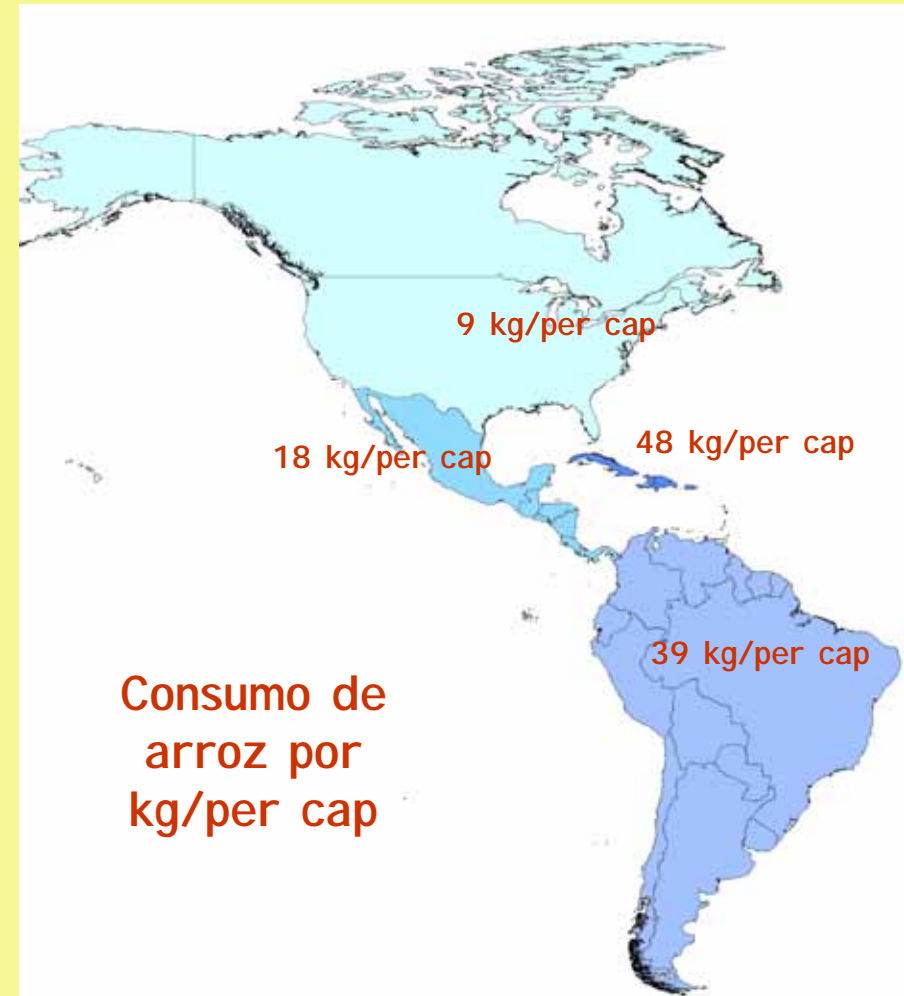 9 kg/per cap
48 kg/per cap
18 kg/per cap
39 kg/per cap
Consumo de
arroz por
kg/per cap